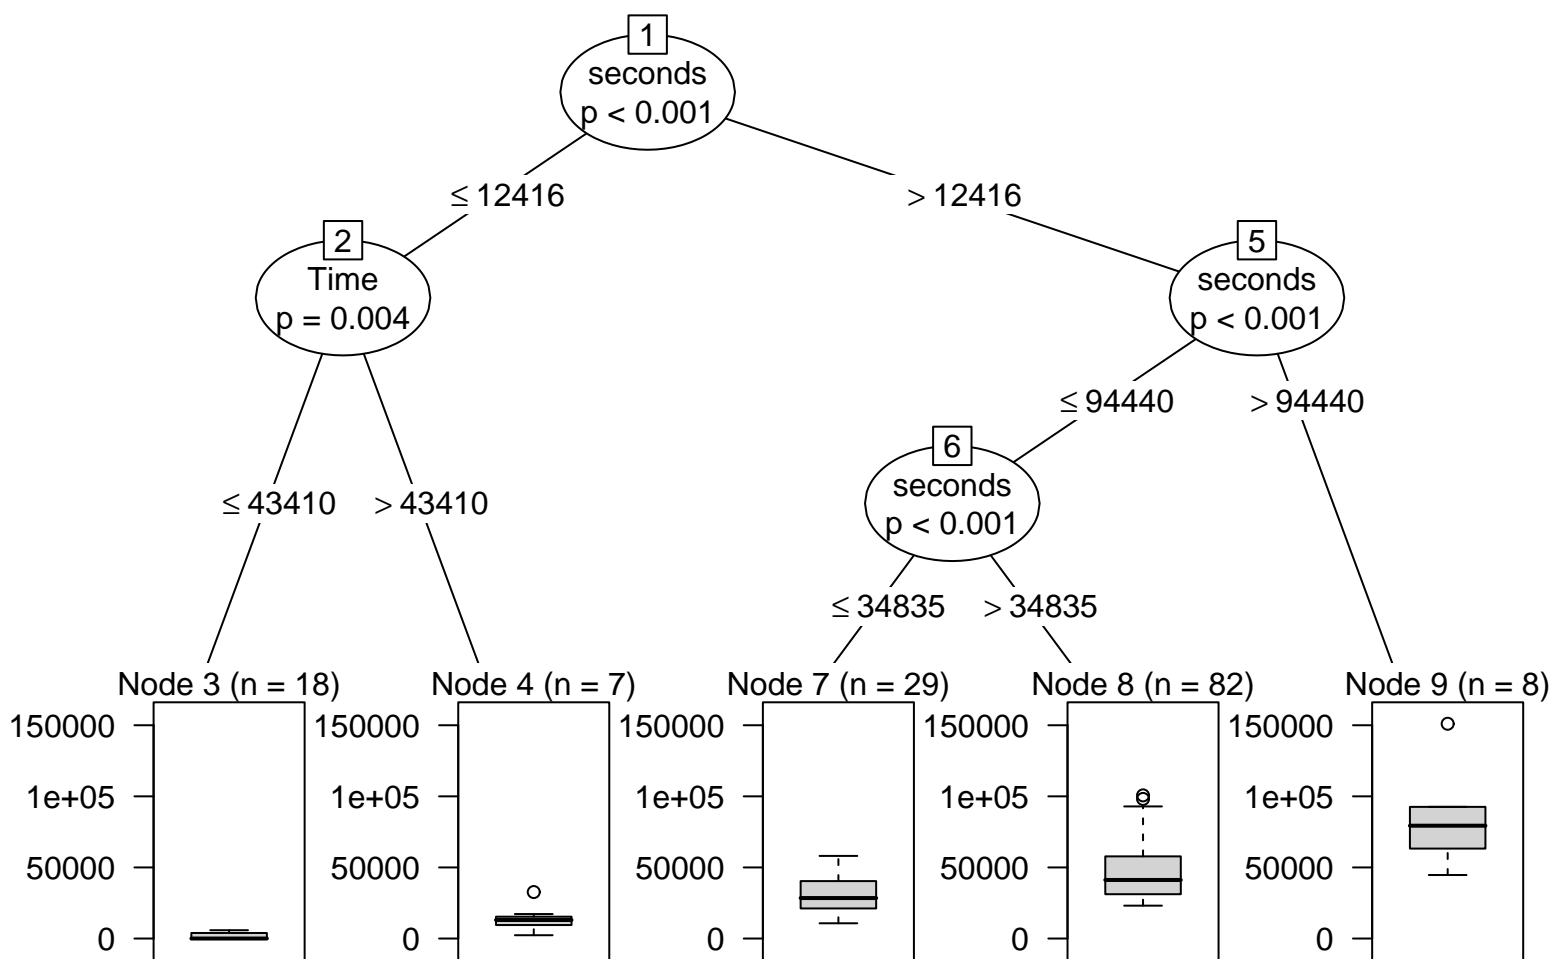 1
seconds
p < 0.001
≤ 12416
> 12416
2
Time
p = 0.004
5
seconds
p < 0.001
≤ 94440
> 94440
6
seconds
p < 0.001
≤ 43410
> 43410
≤ 34835
> 34835
Node 3 (n = 18)
Node 4 (n = 7)
Node 7 (n = 29)
Node 8 (n = 82)
Node 9 (n = 8)
150000
1e+05
50000
0
150000
1e+05
50000
0
150000
1e+05
50000
0
150000
1e+05
50000
0
150000
1e+05
50000
0